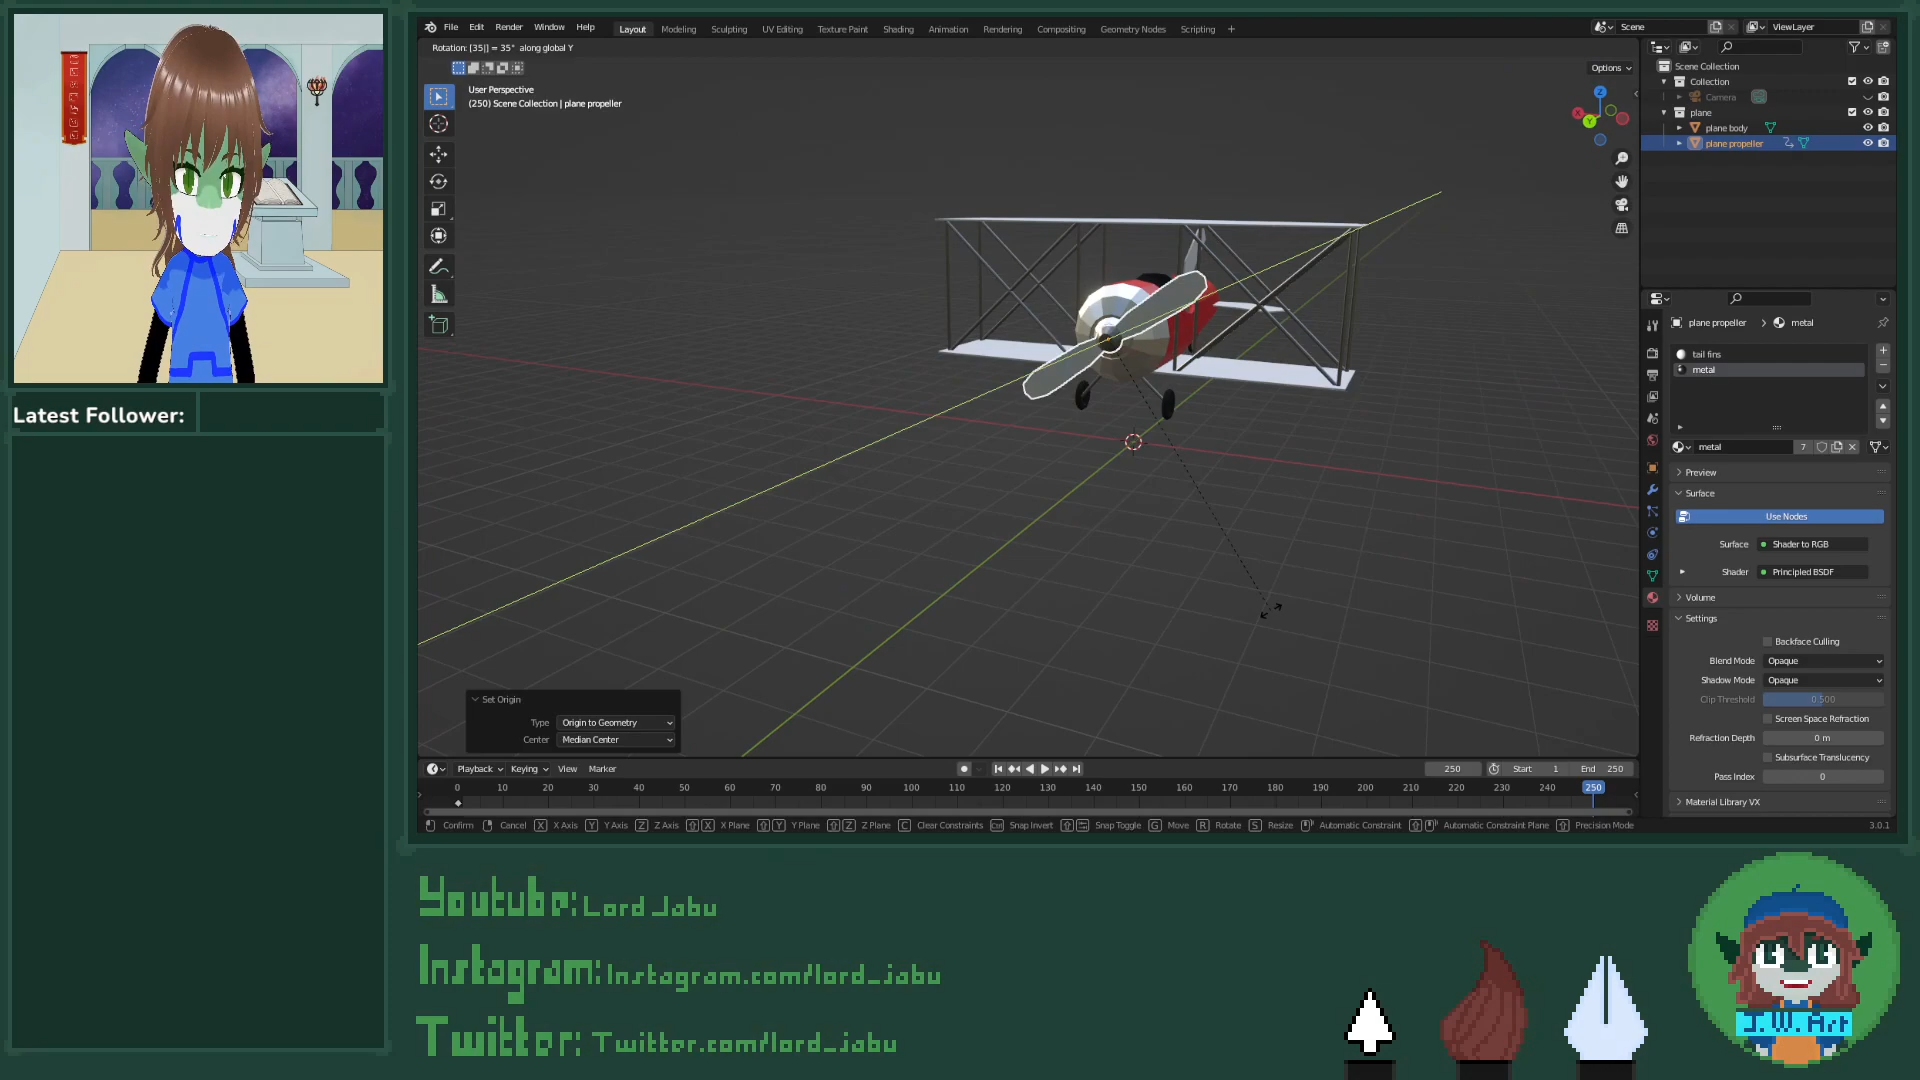 File Edit Render Window Help
Layout Modeling Sculpting UV Editing Texture Paint Shading Animation Rendering Compositing Geometry Nodes Scripting +
Scene
ViewLayer
Rotation: [35|] = 35° along global Y
Options
User Perspective
(250) Scene Collection | plane propeller
Z
X
Y
Scene Collection
Collection
Camera
plane
plane body
plane propeller
plane propeller > metal
tail fins
metal
metal 7
Preview
Surface
Use Nodes
Surface Shader to RGB
Shader Principled BSDF
Volume
Settings
Backface Culling
Blend Mode Opaque
Shadow Mode Opaque
Clip Threshold 0.500
Screen Space Refraction
Refraction Depth 0 m
Subsurface Translucency
Pass Index 0
Material Library VX
Set Origin
Type Origin to Geometry
Center Median Center
Playback Keying View Marker
250 Start 1 End 250
0 10 20 30 40 50 60 70 80 90 100 110 120 130 140 150 160 170 180 190 200 210 220 230 240 250
Confirm Cancel X X Axis Y Y Axis Z Z Axis X X Plane Y Y Plane Z Z Plane C Clear Constraints Ctrl Snap Invert Snap Toggle G Move R Rotate S Resize Automatic Constraint Automatic Constraint Plane Precision Mode
3.0.1
Latest Follower:
Youtube: Lord Jabu
Instagram: Instagram.com/lord_jabu
Twitter: Twitter.com/lord_jabu
J.W. Art